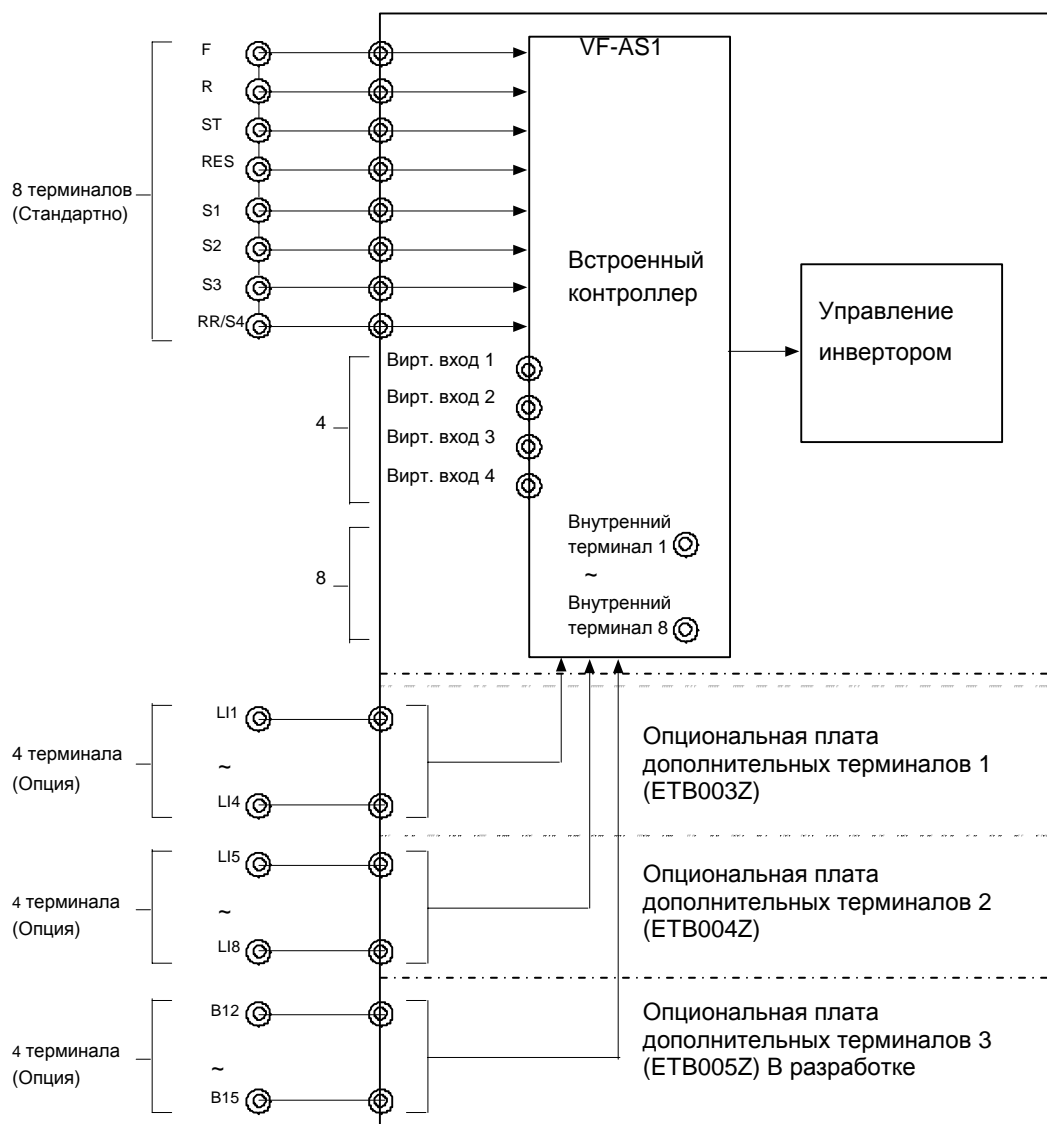 VF-AS1
F
R
ST
RES
S1
S2
S3
RR/S4
8 терминалов
(Стандартно)
Встроенный
контроллер
Управление
инвертором
Вирт. вход 1
Вирт. вход 2
Вирт. вход 3
Вирт. вход 4
4
Внутренний
терминал 1
~
Внутренний
терминал 8
8
LI1
~
LI4
4 терминала
(Опция)
Опциональная плата
дополнительных терминалов 1
(ETB003Z)
LI5
~
LI8
4 терминала
(Опция)
Опциональная плата
дополнительных терминалов 2
(ETB004Z)
B12
~
B15
4 терминала
(Опция)
Опциональная плата
дополнительных терминалов 3
(ETB005Z) В разработке